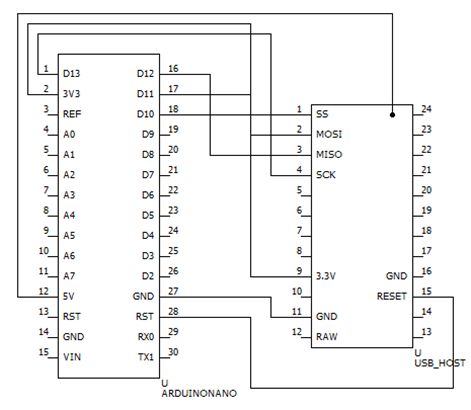 1 D13 D12 16
2 3V3 D11 17
3 REF D10 18
4 A0 D9 19
5 A1 D8 20
6 A2 D7 21
7 A3 D6 22
8 A4 D5 23
9 A5 D4 24
10 A6 D3 25
11 A7 D2 26
12 5V GND 27
13 RST RST 28
14 GND RX0 29
15 VIN TX1 30
U
ARDUINONANO
1 SS 24
2 MOSI 23
3 MISO 22
4 SCK 21
5 20
6 19
7 18
8 17
9 3.3V GND 16
10 RESET 15
11 GND 14
12 RAW 13
U
USB_HOST